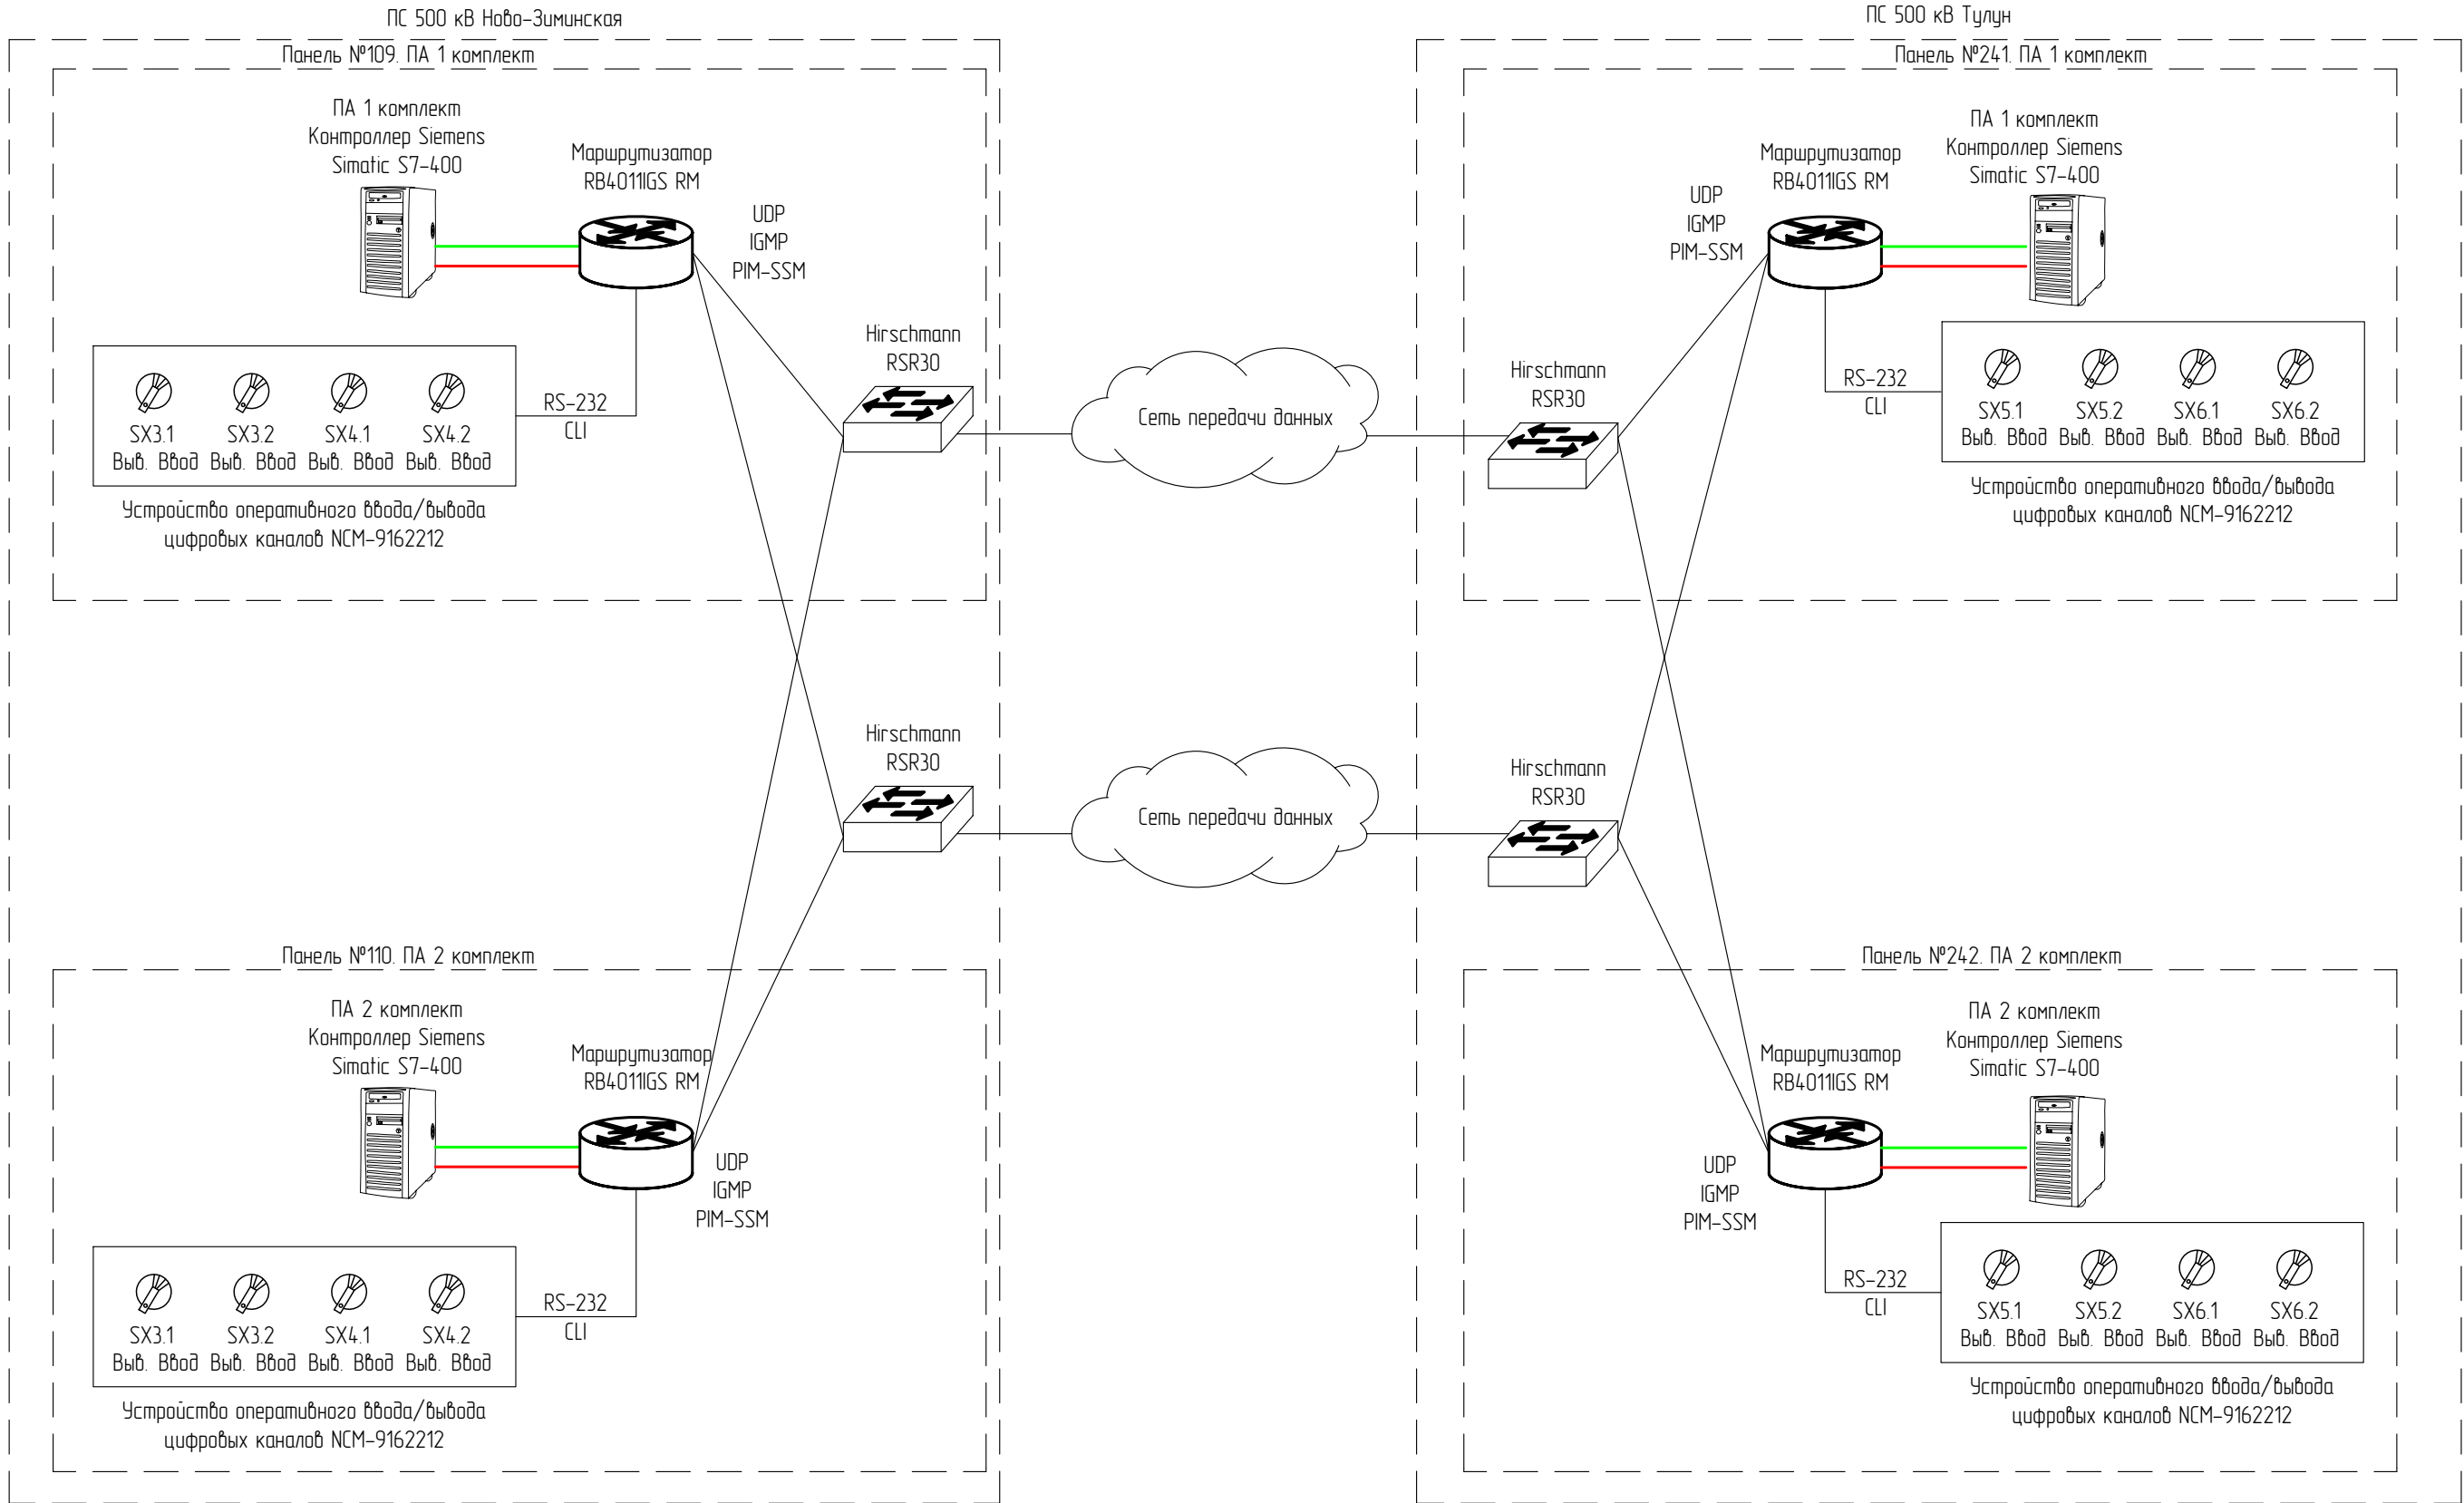 ПС 500 кВ Ново-Зиминская
ПС 500 кВ Тулун
Панель №109. ПА 1 комплект
ПА 1 комплект
Контроллер Siemens
Simatic S7-400
Маршрутизатор
RB4011IGS RM
UDP
IGMP
PIM-SSM
Hirschmann
RSR30
SX3.1 SX3.2 SX4.1 SX4.2
Выв. Ввод Выв. Ввод Выв. Ввод Выв. Ввод
RS-232
CLI
Устройство оперативного ввода/вывода
цифровых каналов NCM-9162212
Сеть передачи данных
Панель №241. ПА 1 комплект
ПА 1 комплект
Контроллер Siemens
Simatic S7-400
Маршрутизатор
RB4011IGS RM
UDP
IGMP
PIM-SSM
Hirschmann
RSR30
RS-232
CLI
SX5.1 SX5.2 SX6.1 SX6.2
Выв. Ввод Выв. Ввод Выв. Ввод Выв. Ввод
Устройство оперативного ввода/вывода
цифровых каналов NCM-9162212
Hirschmann
RSR30
Сеть передачи данных
Hirschmann
RSR30
Панель №110. ПА 2 комплект
ПА 2 комплект
Контроллер Siemens
Simatic S7-400
Маршрутизатор
RB4011IGS RM
UDP
IGMP
PIM-SSM
SX3.1 SX3.2 SX4.1 SX4.2
Выв. Ввод Выв. Ввод Выв. Ввод Выв. Ввод
RS-232
CLI
Устройство оперативного ввода/вывода
цифровых каналов NCM-9162212
Панель №242. ПА 2 комплект
ПА 2 комплект
Контроллер Siemens
Simatic S7-400
Маршрутизатор
RB4011IGS RM
UDP
IGMP
PIM-SSM
RS-232
CLI
SX5.1 SX5.2 SX6.1 SX6.2
Выв. Ввод Выв. Ввод Выв. Ввод Выв. Ввод
Устройство оперативного ввода/вывода
цифровых каналов NCM-9162212